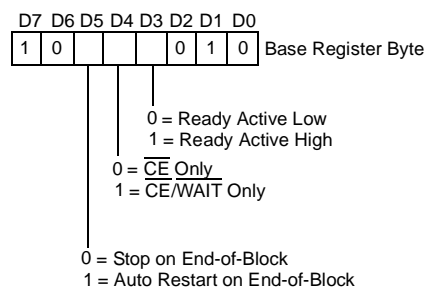 D7 D6 D5 D4 D3 D2 D1 D0
1 0 0 1 0 Base Register Byte
0 = Ready Active Low
1 = Ready Active High
0 = CE Only
1 = CE/WAIT Only
0 = Stop on End-of-Block
1 = Auto Restart on End-of-Block